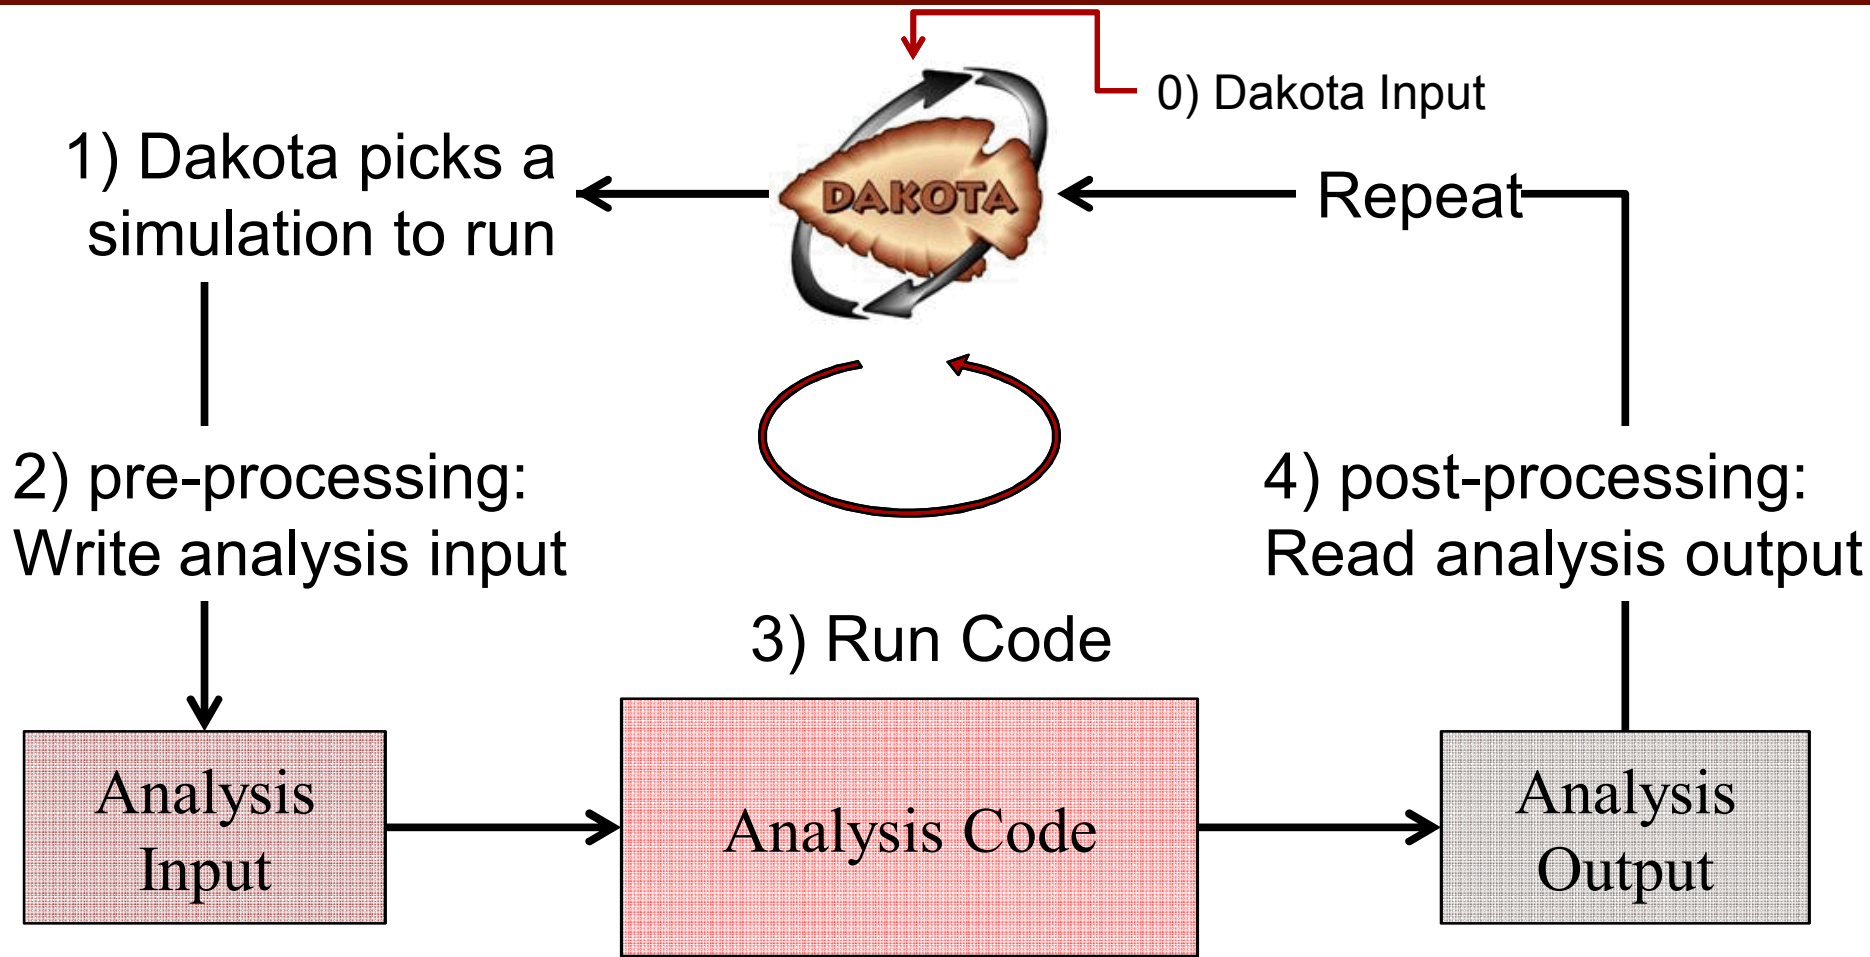 0) Dakota Input
1) Dakota picks a
simulation to run
DAKOTA
Repeat
2) pre-processing:
Write analysis input
4) post-processing:
Read analysis output
3) Run Code
Analysis
Input
Analysis Code
Analysis
Output